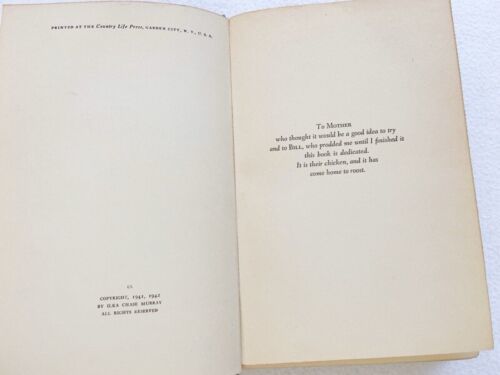 PRINTED AT THE Country Life Press, GARDEN CITY, N. Y., U. S. A.
CL
COPYRIGHT, 1941, 1942
BY ILKA CHASE MURRAY
ALL RIGHTS RESERVED
TO MOTHER
who thought it would be a good idea to try
and to BILL, who prodded me until I finished it
this book is dedicated.
It is their chicken, and it has
come home to roost.